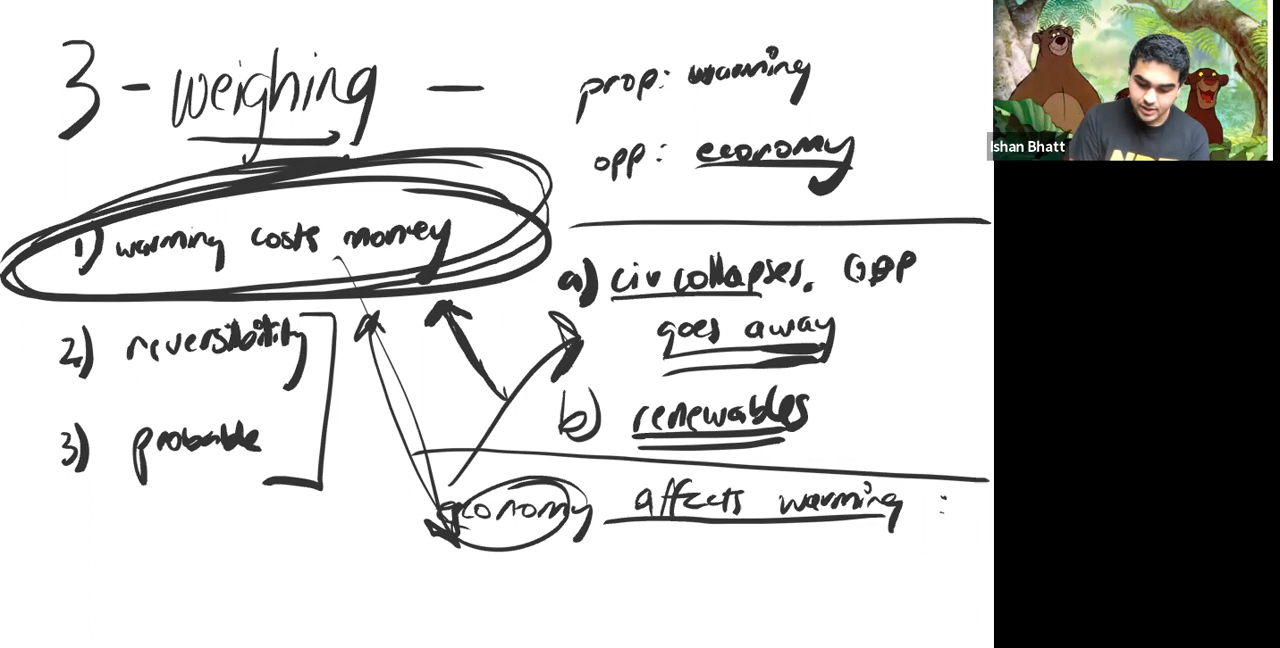 3 - weighing -
prop: warming
opp: economy
1) warming costs money
2) reversibility
3) probable
a) civ collapses. GDP
goes away
b) renewables
economy affects warming :
Ishan Bhatt